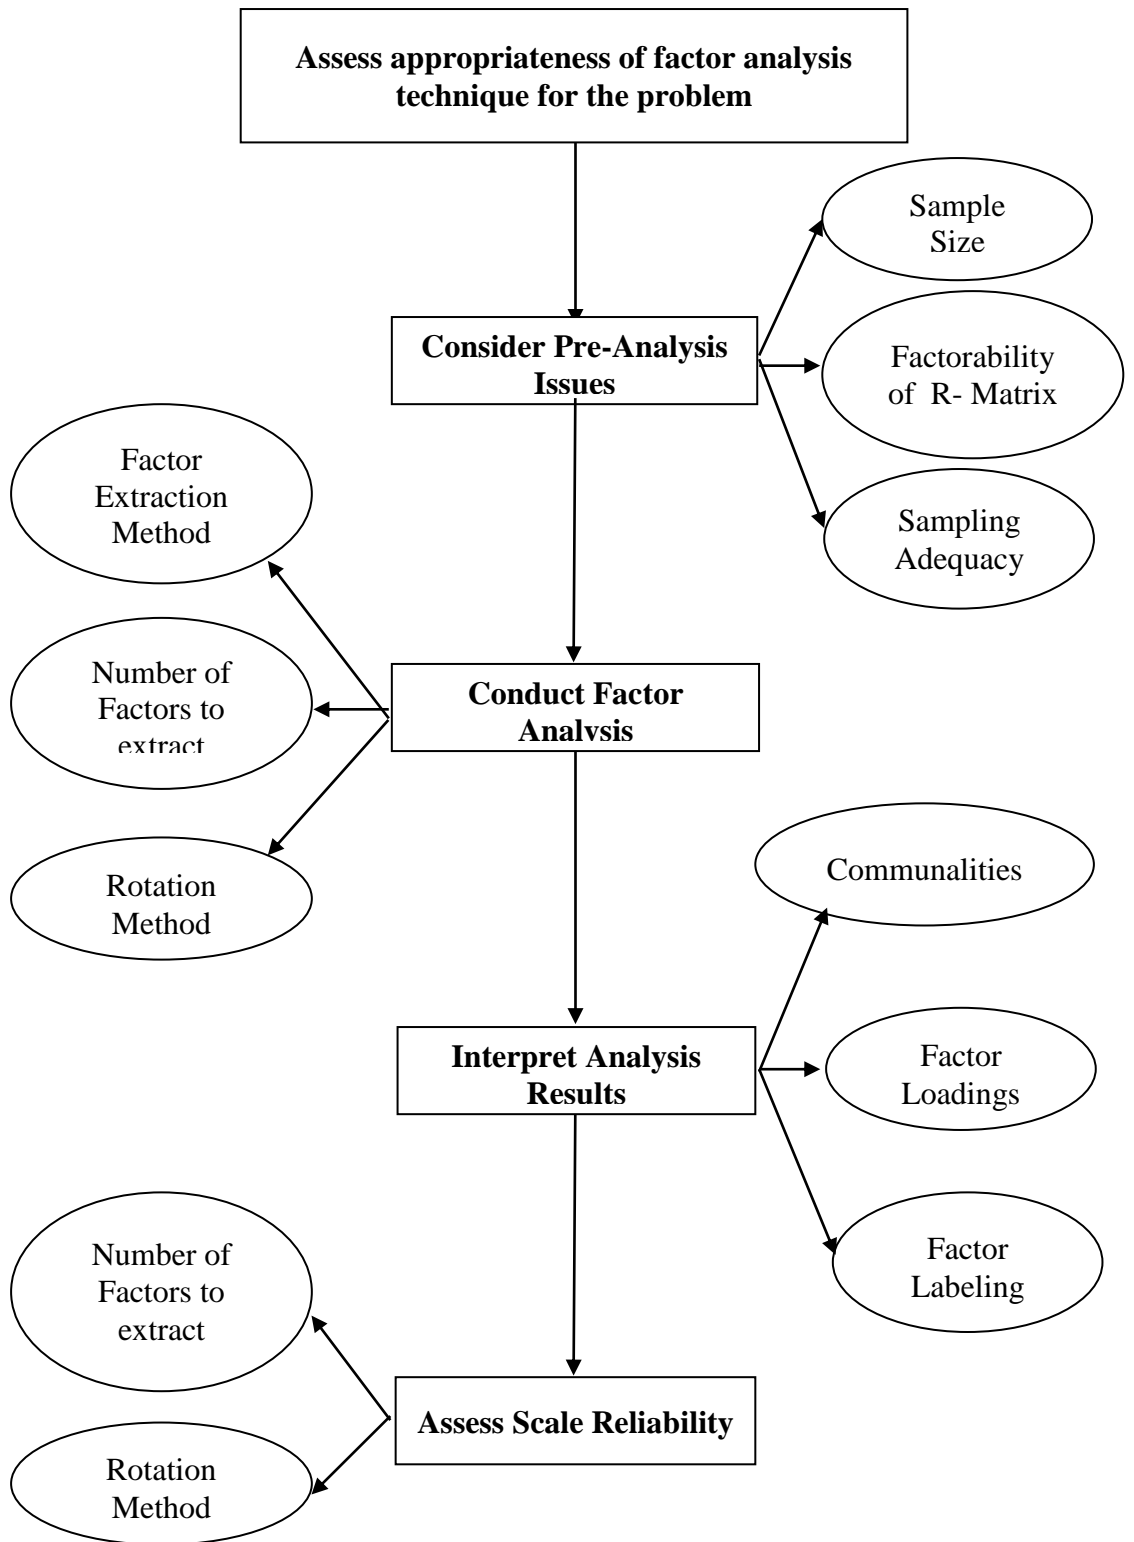 Assess appropriateness of factor analysis
technique for the problem
Sample
Size
Consider Pre-Analysis
Issues
Factorability
of R- Matrix
Factor
Extraction
Method
Sampling
Adequacy
Number of
Factors to
extract
Conduct Factor
Analysis
Rotation
Method
Communalities
Interpret Analysis
Results
Factor
Loadings
Number of
Factors to
extract
Factor
Labeling
Assess Scale Reliability
Rotation
Method